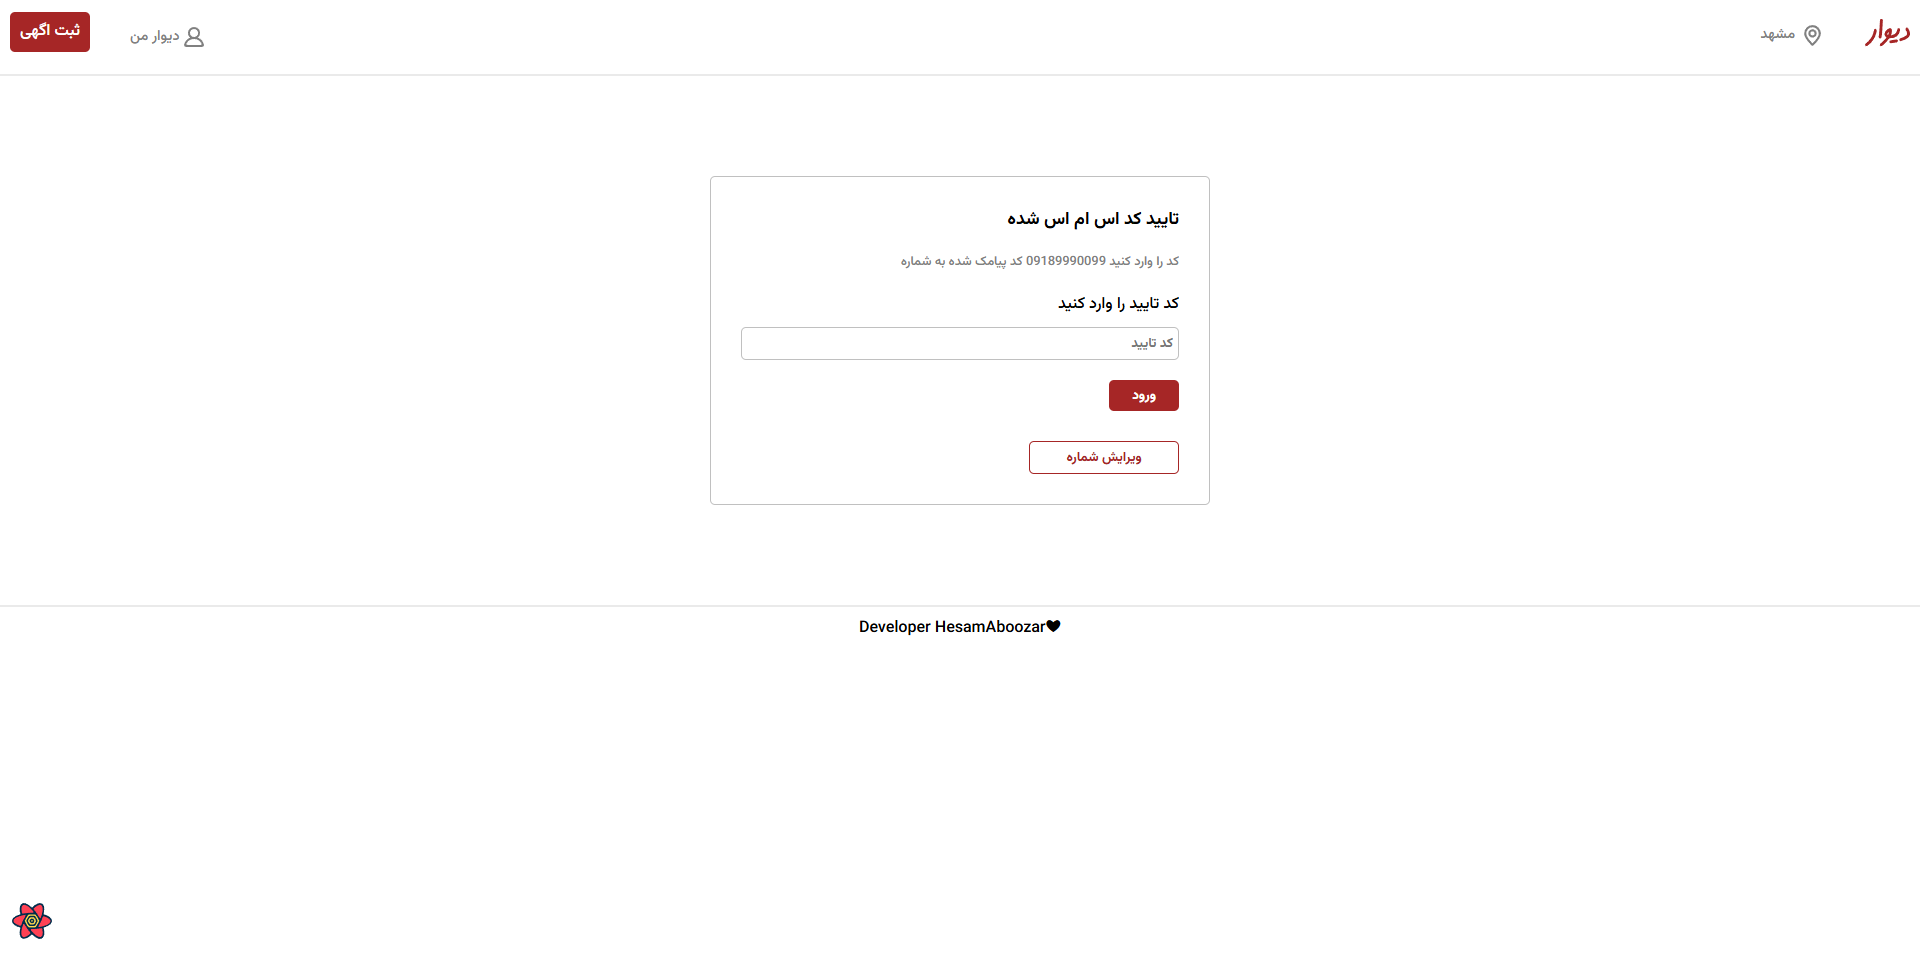 دیوار
مشهد
دیوار من
ثبت اگهی
تایید کد اس ام اس شده
کد را وارد کنید 09189990099 کد پیامک شده به شماره
کد تایید را وارد کنید
کد تایید
ورود
ویرایش شماره
Developer HesamAboozar🖤